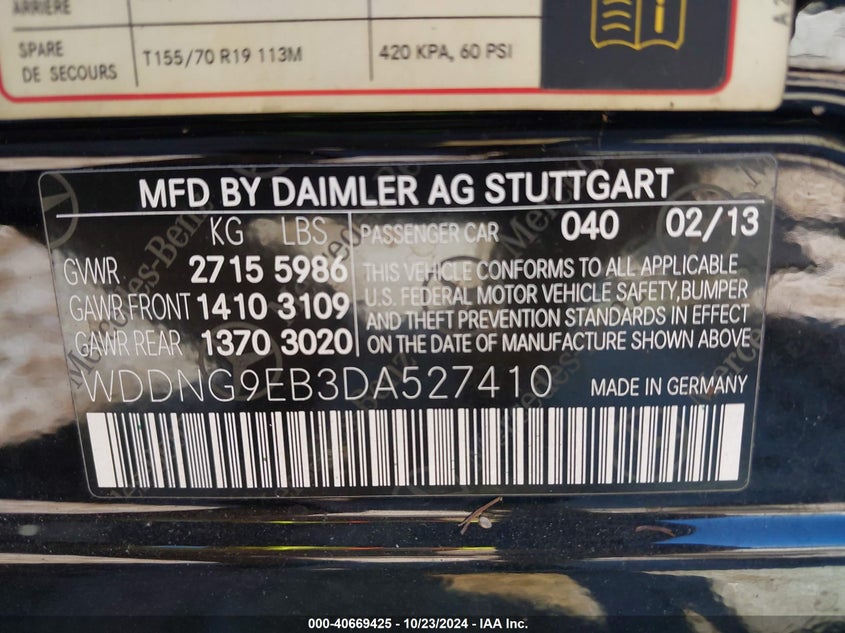 ARRIÈRE
SPARE
DE SECOURS
T155/70 R19 113M
420 KPA, 60 PSI
MFD BY DAIMLER AG STUTTGART
KG LBS
GVWR 2715 5986
GAWR FRONT 1410 3109
GAWR REAR 1370 3020
PASSENGER CAR 040 02/13
THIS VEHICLE CONFORMS TO ALL APPLICABLE
U.S. FEDERAL MOTOR VEHICLE SAFETY,BUMPER
AND THEFT PREVENTION STANDARDS IN EFFECT
ON THE DATE OF MANUFACTURE SHOWN ABOVE
WDDNG9EB3DA527410 MADE IN GERMANY
Mercedes-Benz
000-40669425 - 10/23/2024 - IAA Inc.